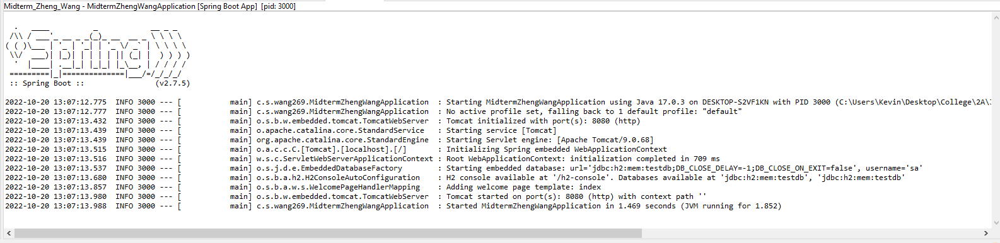 Midterm_Zheng_Wang - MidtermZhengWangApplication [Spring Boot App] [pid: 3000]
  .   ____          _            __ _ _
 /\\ / ___'_ __ _ _(_)_ __  __ _ \ \ \ \
( ( )\___ | '_ | '_| | '_ \/ _` | \ \ \ \
 \\/  ___)| |_)| | | | | || (_| |  ) ) ) )
  '  |____| .__|_| |_|_| |_\__, | / / / /
 =========|_|==============|___/=/_/_/_/
 :: Spring Boot ::                (v2.7.5)
2022-10-20 13:07:12.775  INFO 3000 --- [           main] c.s.wang269.MidtermZhengWangApplication  : Starting MidtermZhengWangApplication using Java 17.0.3 on DESKTOP-S2VF1KN with PID 3000 (C:\Users\Kevin\Desktop\College\2A\
2022-10-20 13:07:12.777  INFO 3000 --- [           main] c.s.wang269.MidtermZhengWangApplication  : No active profile set, falling back to 1 default profile: "default"
2022-10-20 13:07:13.432  INFO 3000 --- [           main] o.s.b.w.embedded.tomcat.TomcatWebServer  : Tomcat initialized with port(s): 8080 (http)
2022-10-20 13:07:13.439  INFO 3000 --- [           main] o.apache.catalina.core.StandardService   : Starting service [Tomcat]
2022-10-20 13:07:13.439  INFO 3000 --- [           main] org.apache.catalina.core.StandardEngine  : Starting Servlet engine: [Apache Tomcat/9.0.68]
2022-10-20 13:07:13.515  INFO 3000 --- [           main] o.a.c.c.C.[Tomcat].[localhost].[/]       : Initializing Spring embedded WebApplicationContext
2022-10-20 13:07:13.516  INFO 3000 --- [           main] w.s.c.ServletWebServerApplicationContext : Root WebApplicationContext: initialization completed in 709 ms
2022-10-20 13:07:13.537  INFO 3000 --- [           main] o.s.j.d.e.EmbeddedDatabaseFactory        : Starting embedded database: url='jdbc:h2:mem:testdb;DB_CLOSE_DELAY=-1;DB_CLOSE_ON_EXIT=false', username='sa'
2022-10-20 13:07:13.680  INFO 3000 --- [           main] o.s.b.a.h2.H2ConsoleAutoConfiguration    : H2 console available at '/h2-console'. Databases available at 'jdbc:h2:mem:testdb', 'jdbc:h2:mem:testdb'
2022-10-20 13:07:13.857  INFO 3000 --- [           main] o.s.b.a.w.s.WelcomePageHandlerMapping    : Adding welcome page template: index
2022-10-20 13:07:13.980  INFO 3000 --- [           main] o.s.b.w.embedded.tomcat.TomcatWebServer  : Tomcat started on port(s): 8080 (http) with context path ''
2022-10-20 13:07:13.988  INFO 3000 --- [           main] c.s.wang269.MidtermZhengWangApplication  : Started MidtermZhengWangApplication in 1.469 seconds (JVM running for 1.852)